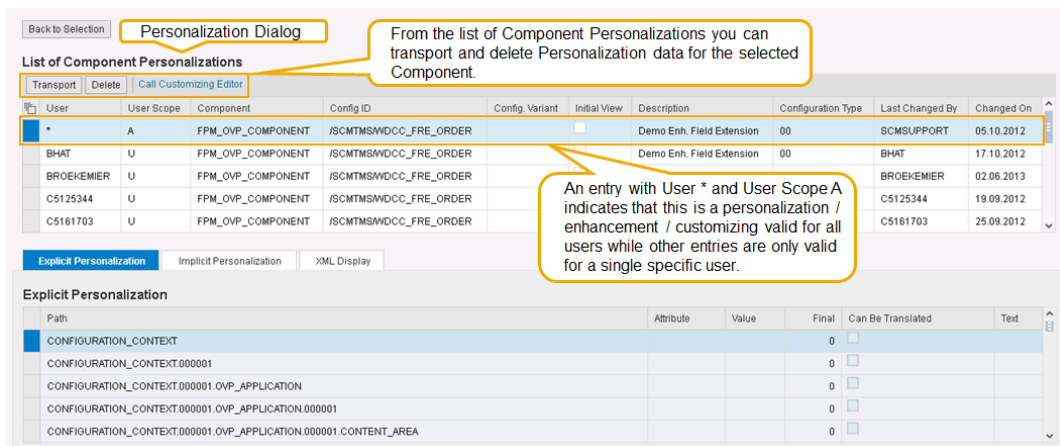 Back to Selection
Personalization Dialog
From the list of Component Personalizations you can
transport and delete Personalization data for the selected
Component.
List of Component Personalizations
Transport Delete Call Customizing Editor
User User Scope Component Config ID Config. Variant Initial View Description Configuration Type Last Changed By Changed On
* A FPM_OVP_COMPONENT /SCMTMS/WDCC_FRE_ORDER Demo Enh. Field Extension 00 SCMSUPPORT 05.10.2012
BHAT U FPM_OVP_COMPONENT /SCMTMS/WDCC_FRE_ORDER Demo Enh. Field Extension 00 BHAT 17.10.2012
BROEKEMIER U FPM_OVP_COMPONENT /SCMTMS/WDCC_FRE_ORDER BROEKEMIER 02.06.2013
C5125344 U FPM_OVP_COMPONENT /SCMTMS/WDCC_FRE_ORDER C5125344 19.09.2012
C5161703 U FPM_OVP_COMPONENT /SCMTMS/WDCC_FRE_ORDER C5161703 25.09.2012
An entry with User * and User Scope A
indicates that this is a personalization /
enhancement / customizing valid for all
users while other entries are only valid
for a single specific user.
Explicit Personalization Implicit Personalization XML Display
Explicit Personalization
Path Attribute Value Final Can Be Translated Text
CONFIGURATION_CONTEXT 0
CONFIGURATION_CONTEXT.000001 0
CONFIGURATION_CONTEXT.000001.OVP_APPLICATION 0
CONFIGURATION_CONTEXT.000001.OVP_APPLICATION.000001 0
CONFIGURATION_CONTEXT.000001.OVP_APPLICATION.000001.CONTENT_AREA 0